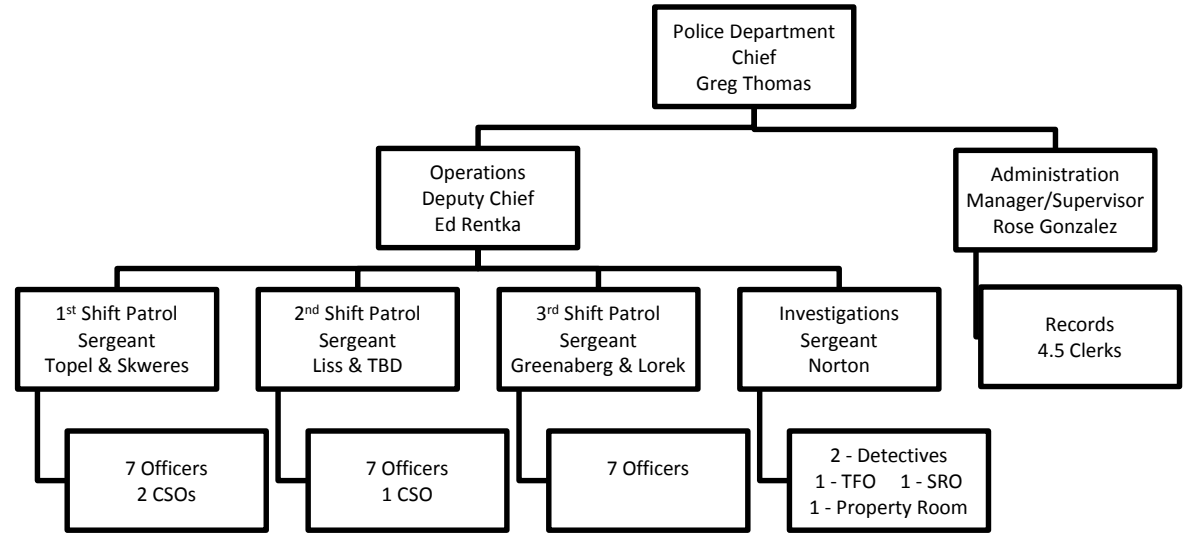 Police Department
Chief
Greg Thomas
Operations
Deputy Chief
Ed Rentka
Administration
Manager/Supervisor
Rose Gonzalez
1st Shift Patrol
Sergeant
Topel & Skweres
2nd Shift Patrol
Sergeant
Liss & TBD
3rd Shift Patrol
Sergeant
Greenaberg & Lorek
Investigations
Sergeant
Norton
Records
4.5 Clerks
7 Officers
2 CSOs
7 Officers
1 CSO
7 Officers
2 - Detectives
1 - TFO 1 - SRO
1 - Property Room